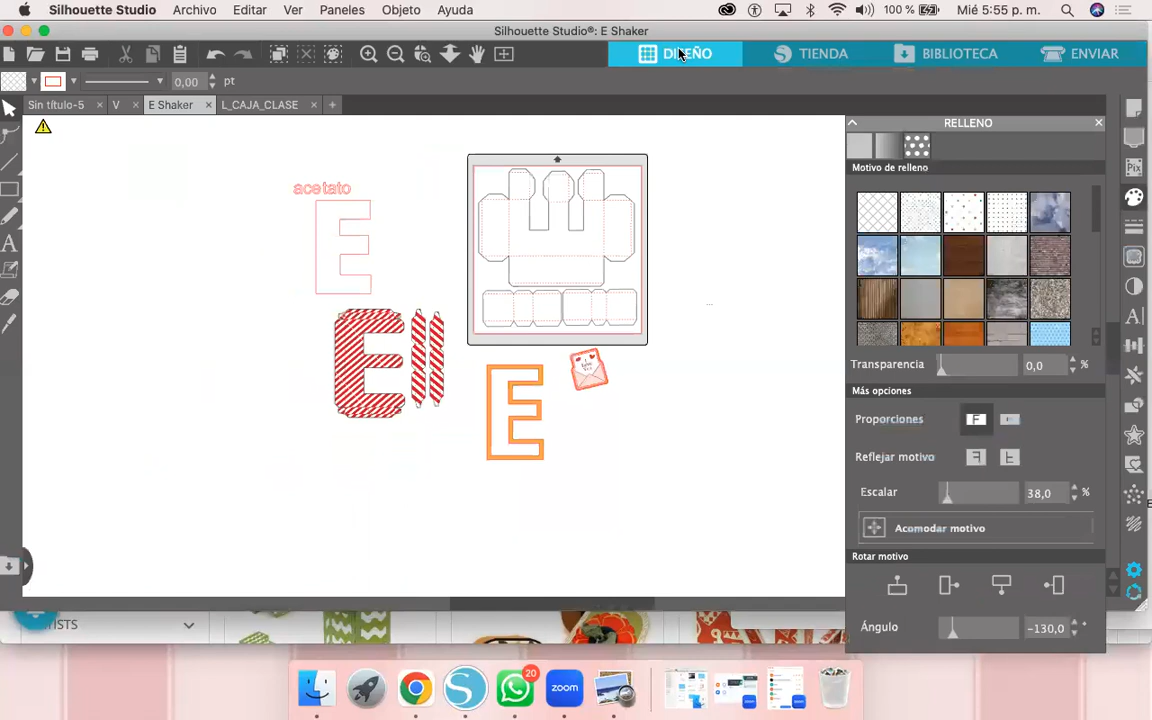 Silhouette Studio Archivo Editar Ver Paneles Objeto Ayuda 100 % Mié 5:55 p. m.
Silhouette Studio®: E Shaker
DISEÑO TIENDA BIBLIOTECA ENVIAR
0,00 pt
Sin título-5 V E Shaker L_CAJA_CLASE
RELLENO
Motivo de relleno
acetato
E
E
E
Transparencia 0,0 %
Más opciones
Proporciones
Reflejar motivo
Escalar 38,0 %
Acomodar motivo
Rotar motivo
Ángulo -130,0 °
ISTS
20
zoom